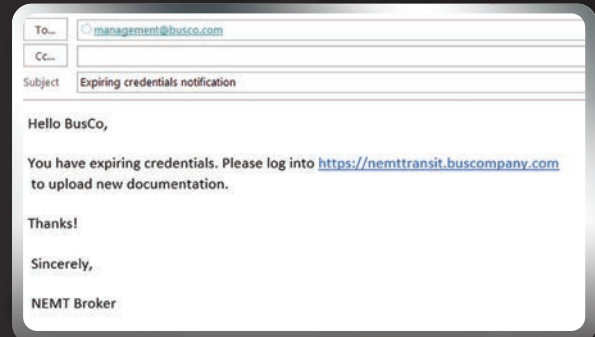 To...
management@busco.com
Cc...
Subject
Expiring credentials notification
Hello BusCo,
You have expiring credentials. Please log into https://nemttransit.buscompany.com
to upload new documentation.
Thanks!
Sincerely,
NEMT Broker